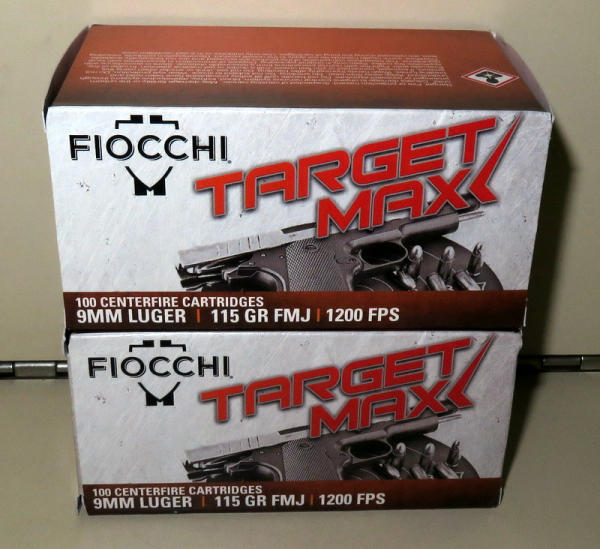 FIOCCHI
TARGET
MAX
100 CENTERFIRE CARTRIDGES
9MM LUGER | 115 GR FMJ | 1200 FPS
FIOCCHI
TARGET
MAX
100 CENTERFIRE CARTRIDGES
9MM LUGER | 115 GR FMJ | 1200 FPS